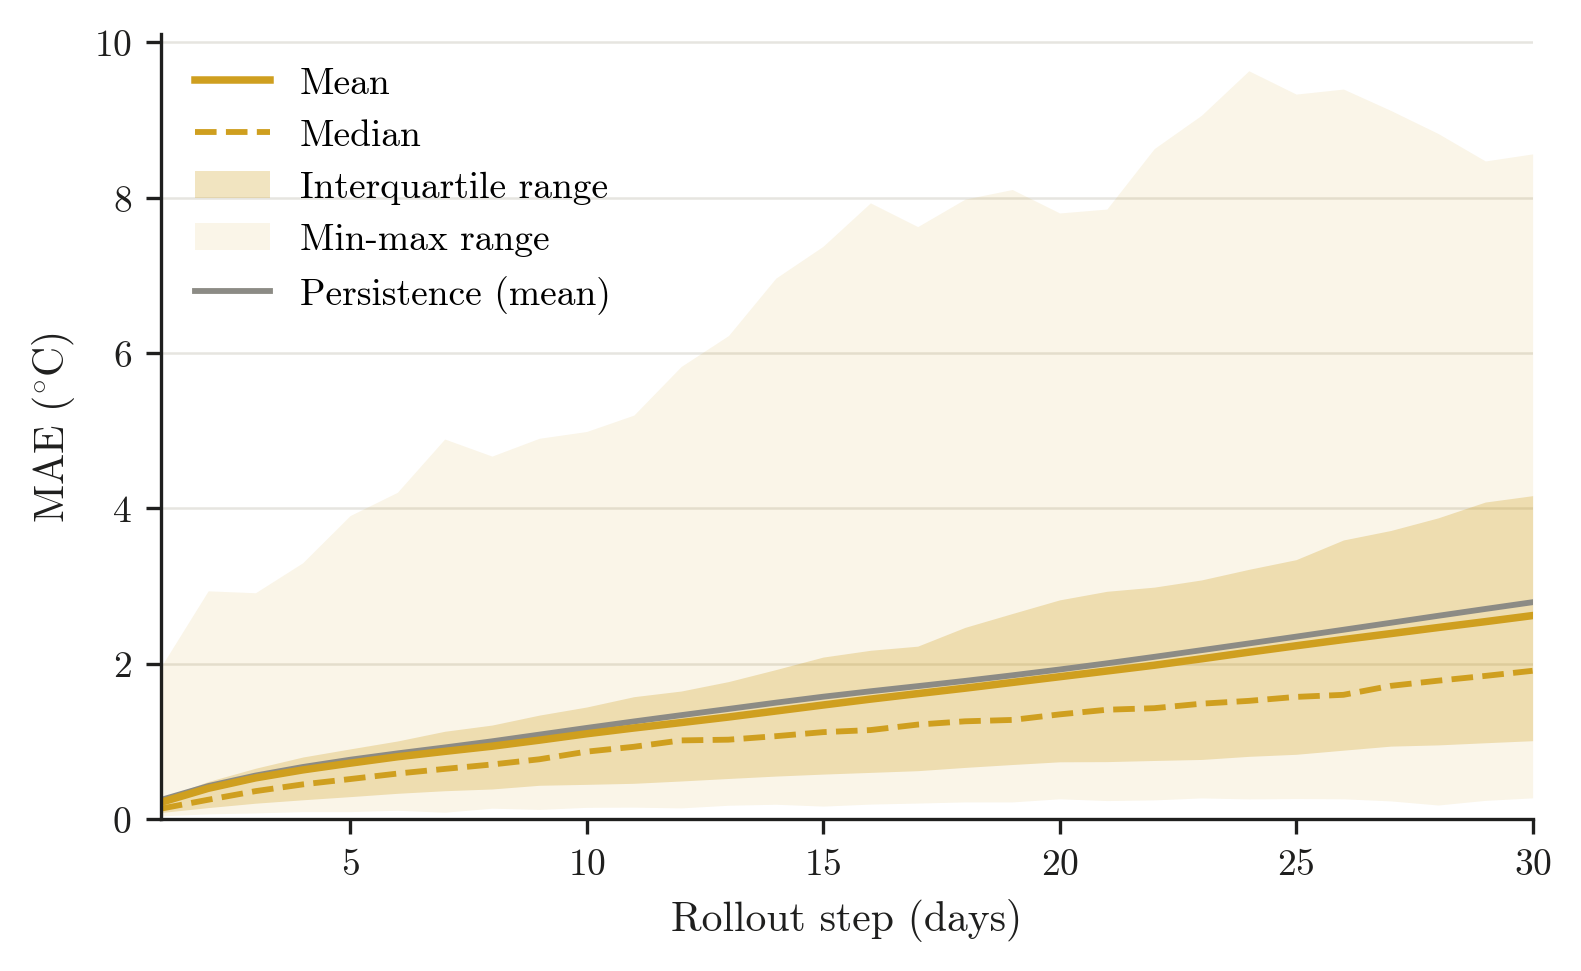 10
8
6
4
2
0
MAE (°C)
Mean
Median
Interquartile range
Min-max range
Persistence (mean)
5 10 15 20 25 30
Rollout step (days)